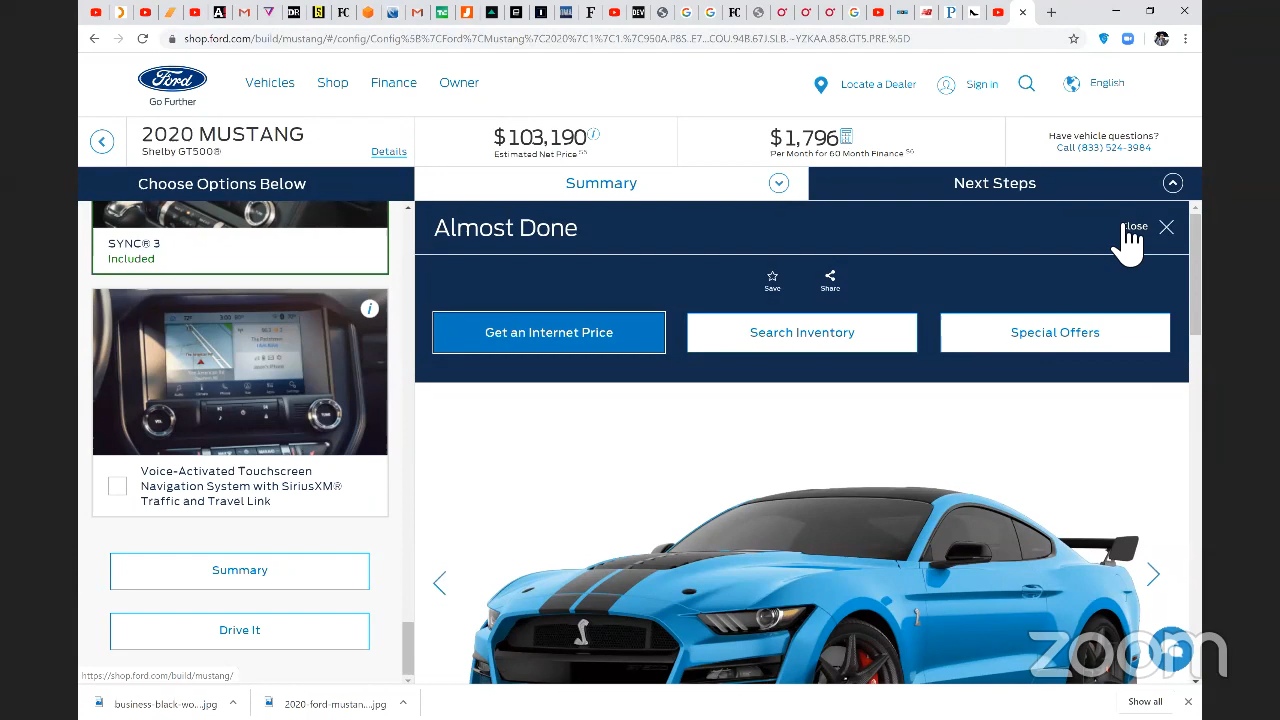 shop.ford.com/build/mustang/#/config/Config%5B%7CFord%7CMustang%7C2020%7C1%7C1.%7C950A.P8S..E7...COU.94B.67J.SLB.~YZKAA.858.GT5.PRE.%5D
Ford
Go Further
Vehicles
Shop
Finance
Owner
Locate a Dealer
Sign in
English
2020 MUSTANG
Shelby GT500®
Details
$103,190
Estimated Net Price
$1,796
Per Month for 60 Month Finance
Have vehicle questions?
Call (833) 524-3984
Choose Options Below
Summary
Next Steps
SYNC® 3
Included
Almost Done
Close
Save
Share
Get an Internet Price
Search Inventory
Special Offers
Voice-Activated Touchscreen
Navigation System with SiriusXM®
Traffic and Travel Link
Summary
Drive It
zoom
https://shop.ford.com/build/mustang/
business-black-wo....jpg
2020-ford-mustan....jpg
Show all